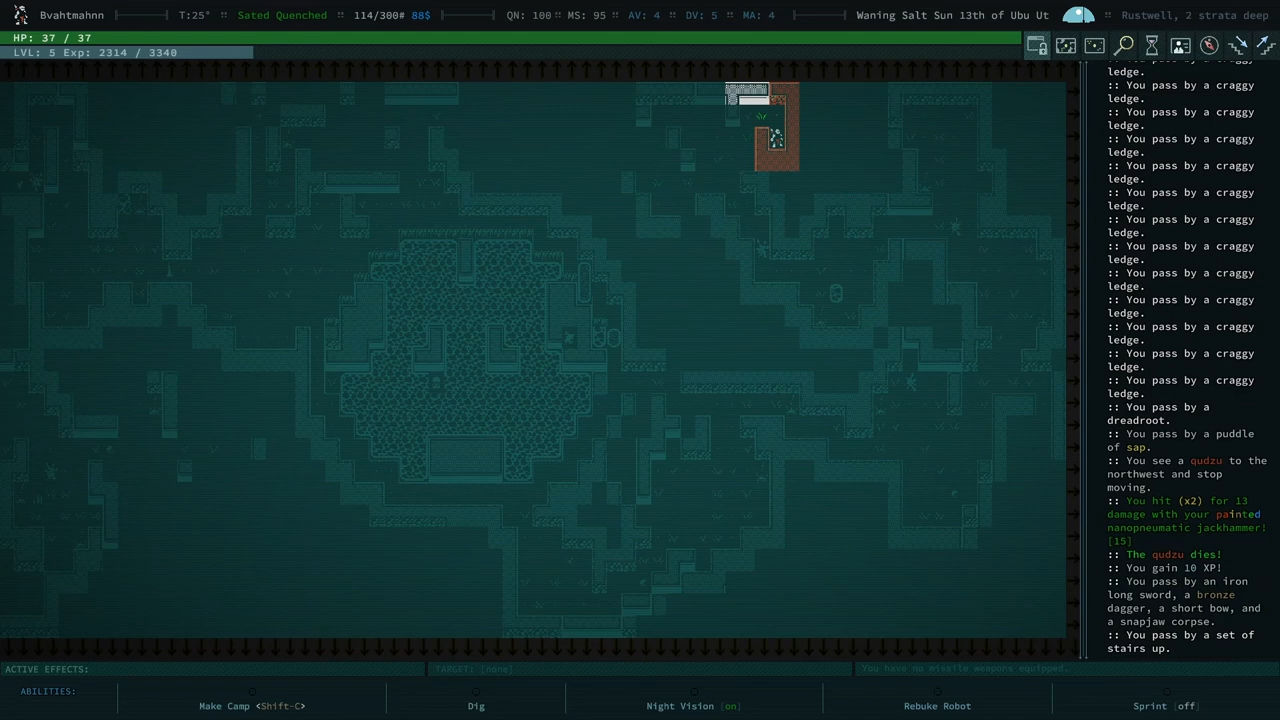 Bvahtmahnn T:25° :: Sated Quenched :: 114/300# 88$ QN: 100 :: MS: 95 :: AV: 4 :: DV: 5 :: MA: 4 Waning Salt Sun 13th of Ubu Ut Rustwell, 2 strata deep
HP: 37 / 37
LVL: 5 Exp: 2314 / 3340
:: You pass by a craggy
ledge.
:: You pass by a craggy
ledge.
:: You pass by a craggy
ledge.
:: You pass by a craggy
ledge.
:: You pass by a craggy
ledge.
:: You pass by a craggy
ledge.
:: You pass by a craggy
ledge.
:: You pass by a craggy
ledge.
:: You pass by a craggy
ledge.
:: You pass by a craggy
ledge.
:: You pass by a craggy
ledge.
:: You pass by a craggy
ledge.
:: You pass by a craggy
ledge.
:: You pass by a
dreadroot.
:: You pass by a puddle
of sap.
:: You see a qudzu to the
northwest and stop
moving.
:: You hit (x2) for 13
damage with your painted
nanopneumatic jackhammer!
[15]
:: The qudzu dies!
:: You gain 10 XP!
:: You pass by an iron
long sword, a bronze
dagger, a short bow, and
a snapjaw corpse.
:: You pass by a set of
stairs up.
ACTIVE EFFECTS: TARGET: [none] You have no missile weapons equipped.
ABILITIES:
Make Camp <Shift-C> Dig Night Vision [on] Rebuke Robot Sprint [off]